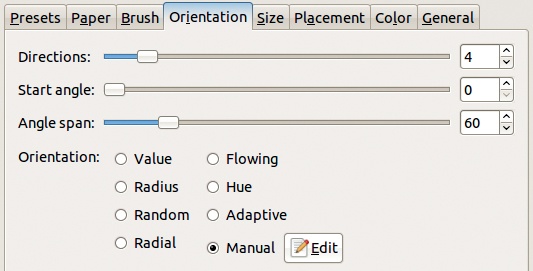 Presets Paper Brush Orientation Size Placement Color General
Directions: 4
Start angle: 0
Angle span: 60
Orientation: Value Flowing
Radius Hue
Random Adaptive
Radial Manual Edit